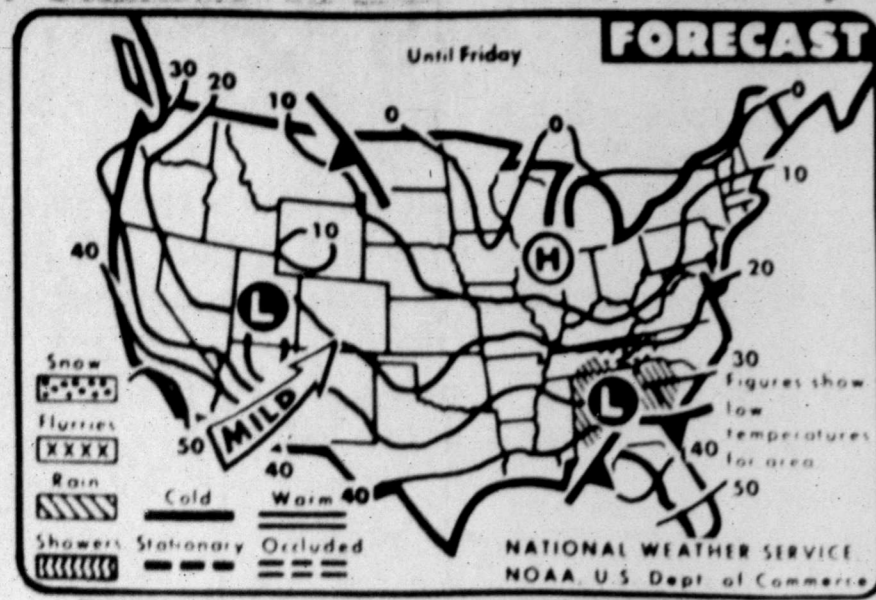 FORECAST
Until Friday
30
20
10
0
0
0
10
10
40
H
20
L
Snow
30
Figures show
L
low
Flurries
MILD
temperatures
50
40
for area
40
Rain
50
Cold
Warm
40
Showers
Stationary
Occluded
NATIONAL WEATHER SERVICE
NOAA, U.S. Dept. of Commerce